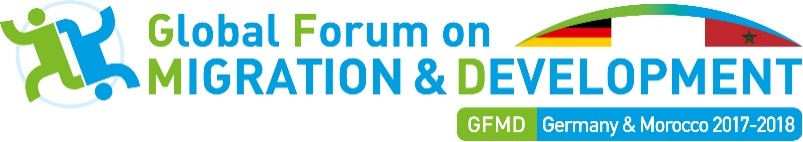 Global Forum on
MIGRATION & DEVELOPMENT
GFMD Germany & Morocco 2017-2018